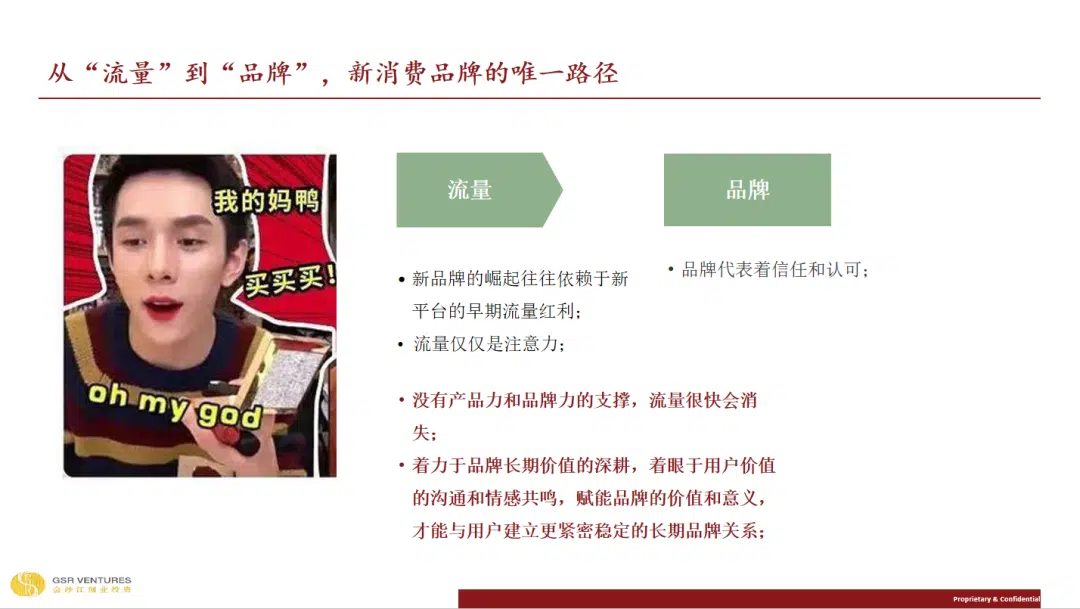 从“流量”到“品牌”，新消费品牌的唯一路径
我的妈鸭
买买买！
oh my god
流量
品牌
• 新品牌的崛起往往依赖于新
平台的早期流量红利；
• 流量仅仅是注意力；
• 品牌代表着信任和认可；
• 没有产品力和品牌力的支撑，流量很快会消
失；
• 着力于品牌长期价值的深耕，着眼于用户价值
的沟通和情感共鸣，赋能品牌的价值和意义，
才能与用户建立更紧密稳定的长期品牌关系；
GSR VENTURES
金沙江创业投资
Proprietary & Confidential